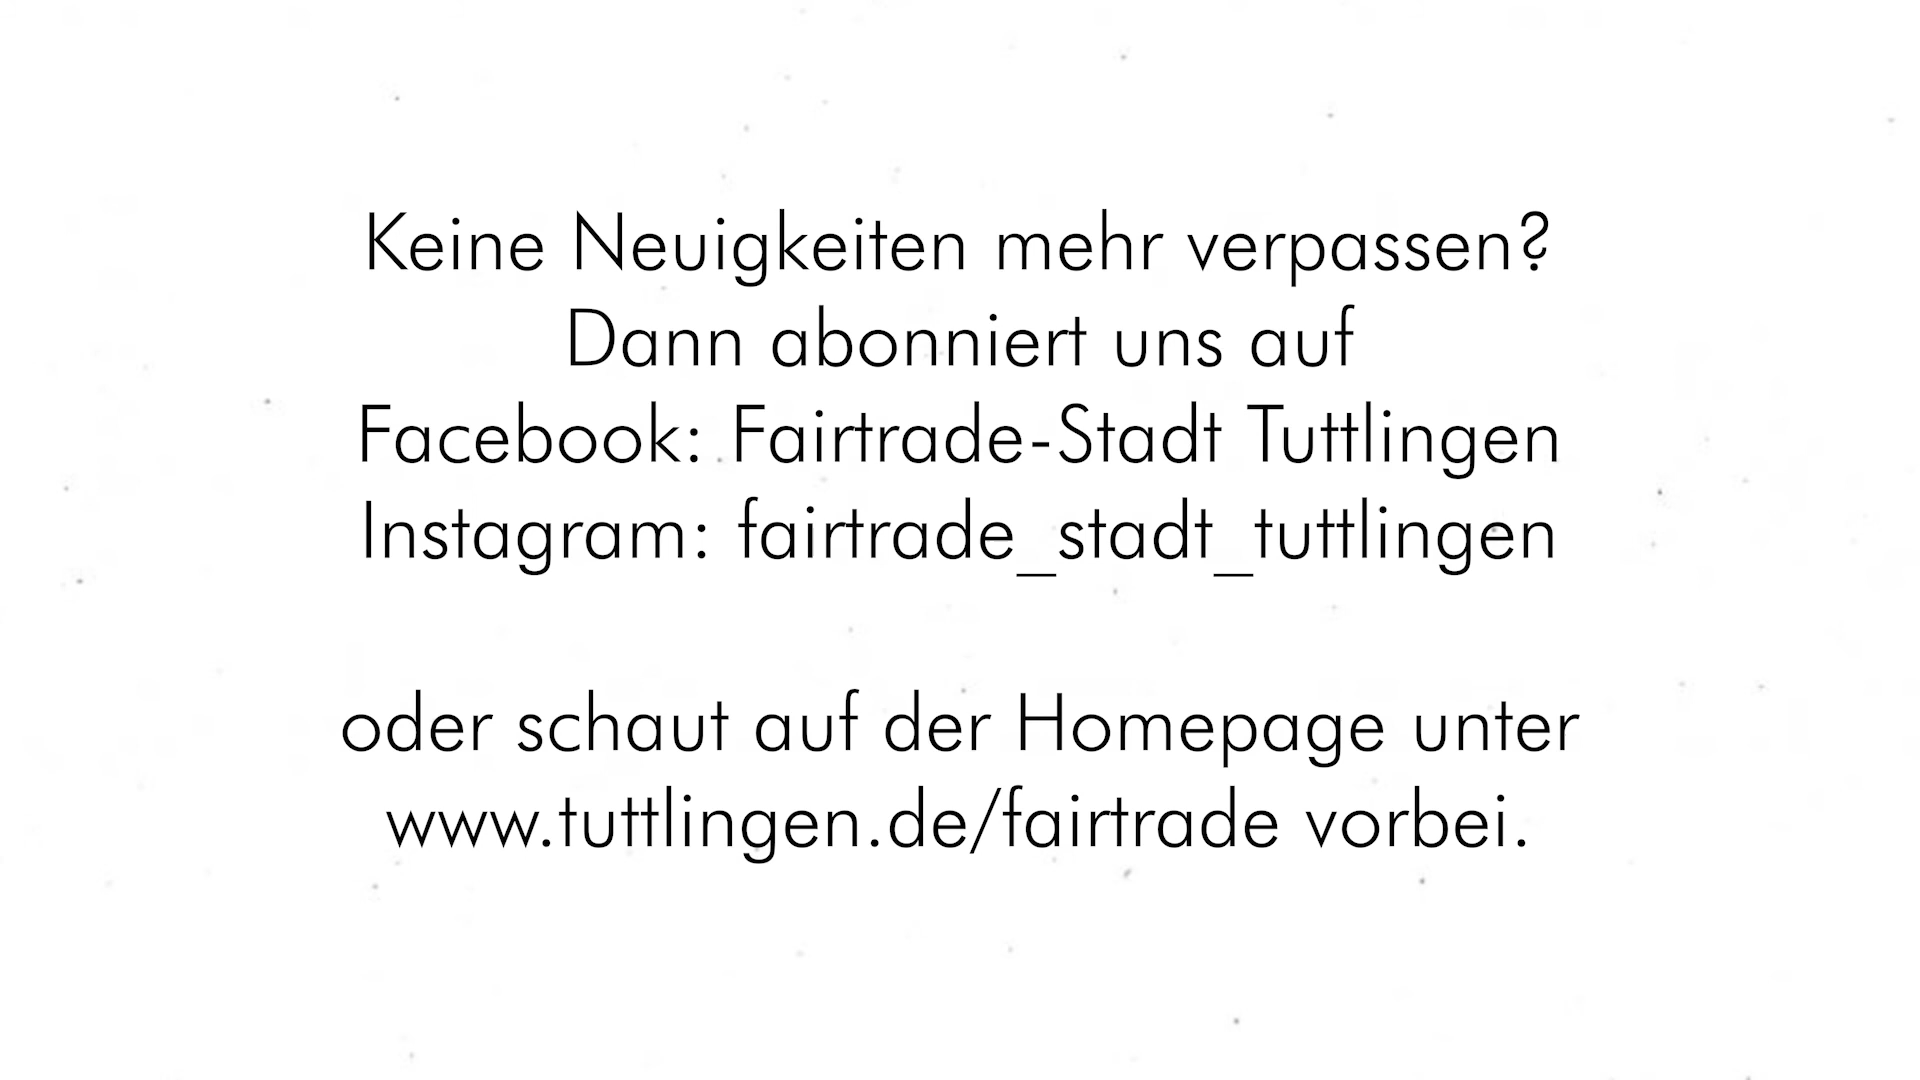 Keine Neuigkeiten mehr verpassen?
Dann abonniert uns auf
Facebook: Fairtrade-Stadt Tuttlingen
Instagram: fairtrade_stadt_tuttlingen
oder schaut auf der Homepage unter
www.tuttlingen.de/fairtrade vorbei.